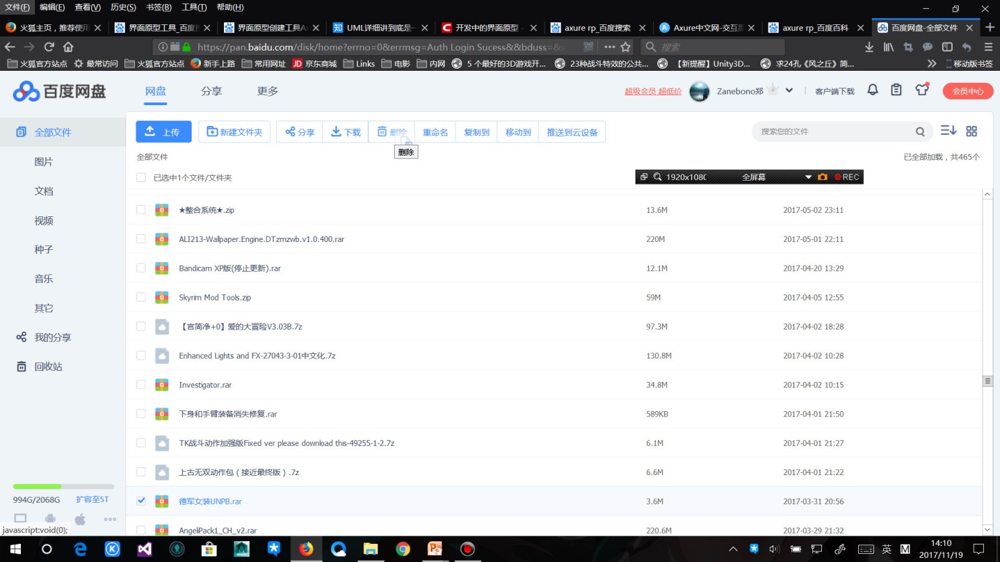 文件(F) 编辑(E) 查看(V) 历史(S) 书签(B) 工具(T) 帮助(H)
火狐主页，推荐使用 界面原型工具_百度 界面原型创建工具A UML详细讲到底是一 开发中的界面原型 - axure rp_百度搜索 Axure中文网-交互原 axure rp_百度百科 百度网盘-全部文件
https://pan.baidu.com/disk/home?errno=0&errmsg=Auth Login Sucess&&bduss=&s 搜索
火狐官方站点 最常访问 火狐官方站点 新手上路 常用网址 JD 京东商城 Links 电影 内网 5 个最好的3D游戏开... 23种战斗特效的公共... 【新提醒】Unity3D... 求24孔《风之丘》简... 移动版书签
百度网盘 网盘 分享 更多 超级会员 超低价 Zanebono郑 客户端下载 会员中心
全部文件
图片
文档
视频
种子
音乐
其它
我的分享
回收站
994G/2068G 扩容至5T
javascript:void(0);
上传 新建文件夹 分享 下载 删除 重命名 复制到 移动到 推送到云设备 搜索您的文件
删除
全部文件 已全部加载，共465个
已选中1个文件/文件夹
1920x1080 全屏幕 REC
★整合系统★.zip 13.6M 2017-05-02 23:11
ALI213-Wallpaper.Engine.DTzmzwb.v1.0.400.rar 220M 2017-05-01 22:11
Bandicam XP版(停止更新).rar 12.1M 2017-04-20 13:29
Skyrim Mod Tools.zip 59M 2017-04-05 12:55
【官简净+0】爱的大冒险V3.03B.7z 97.3M 2017-04-02 18:28
Enhanced Lights and FX-27043-3-01中文化.7z 130.8M 2017-04-02 10:28
Investigator.rar 34.8M 2017-04-02 10:15
下身和手臂装备消失修复.rar 589KB 2017-04-01 21:50
TK战斗动作加强版Fixed ver please download this-49255-1-2.7z 6.1M 2017-04-01 21:27
上古无双动作包（接近最终版）.7z 6.6M 2017-04-01 21:22
德军女装UNPB.rar 3.6M 2017-03-31 20:56
AngeliPack1_CH_v2.rar 220.6M 2017-03-29 21:32
英 M 14:10
2017/11/19